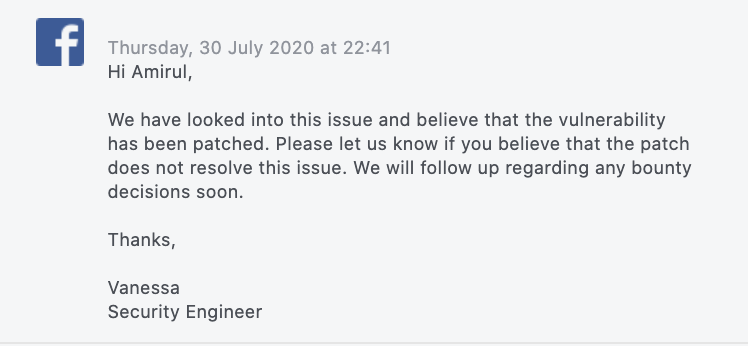 Thursday, 30 July 2020 at 22:41
Hi Amirul,
We have looked into this issue and believe that the vulnerability
has been patched. Please let us know if you believe that the patch
does not resolve this issue. We will follow up regarding any bounty
decisions soon.
Thanks,
Vanessa
Security Engineer